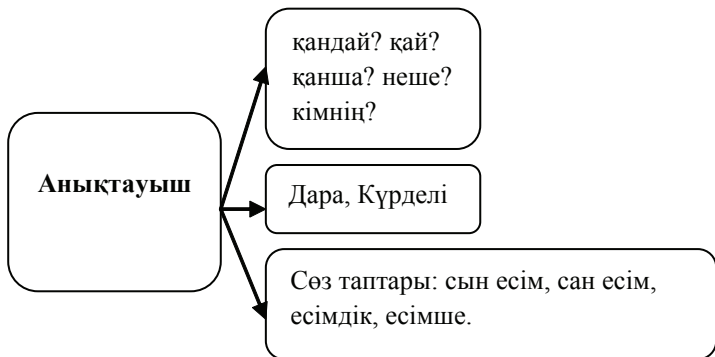 Анықтауыш
қандай? қай?
қанша? неше?
кімнің?
Дара, Күрделі
Сөз таптары: сын есім, сан есім,
есімдік, есімше.